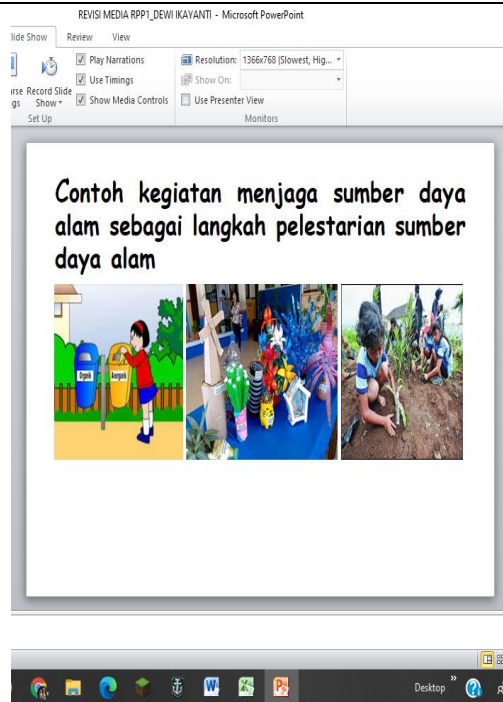 REVISI MEDIA RPP1_DEWI IKAYANTI - Microsoft PowerPoint
lide Show Review View
Play Narrations
Use Timings
Show Media Controls
Resolution: 1366x768 (Slowest, Hig...
Show On:
Use Presenter View
rse Record Slide
gs Show
Set Up
Monitors
Contoh kegiatan menjaga sumber daya
alam sebagai langkah pelestarian sumber
daya alam
Organik
Anorganik
Desktop